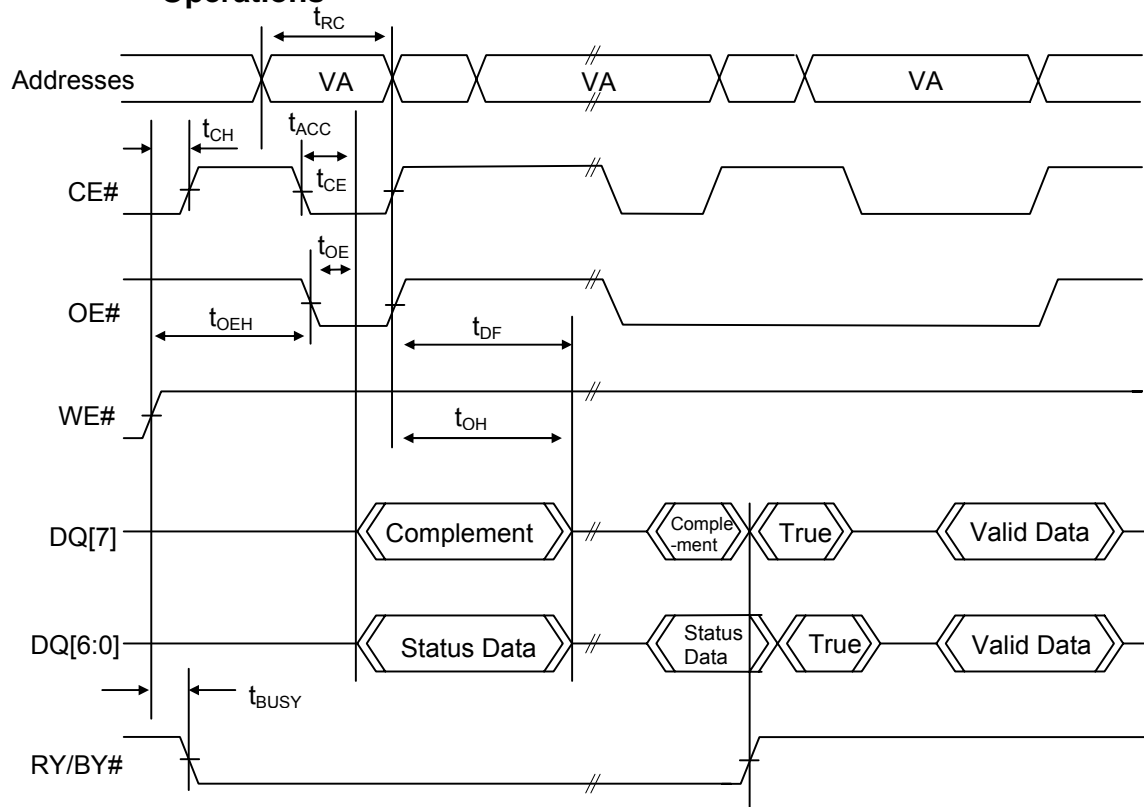 Operations
tRC
Addresses VA VA VA
tCH tACC
CE# tCE
tOE
OE#
tOEH tDF
WE# tOH
DQ[7] Complement Comple
-ment True Valid Data
DQ[6:0] Status Data Status
Data True Valid Data
tBUSY
RY/BY#